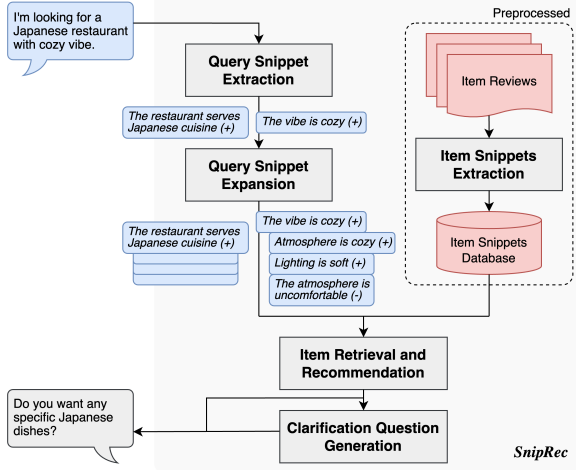 I'm looking for a
Japanese restaurant
with cozy vibe.
Preprocessed
Query Snippet
Extraction
Item Reviews
The restaurant serves
Japanese cuisine (+)
The vibe is cozy (+)
Item Snippets
Extraction
Query Snippet
Expansion
The restaurant serves
Japanese cuisine (+)
The vibe is cozy (+)
Atmosphere is cozy (+)
Lighting is soft (+)
The atmosphere is
uncomfortable (-)
Item Snippets
Database
Item Retrieval and
Recommendation
Do you want any
specific Japanese
dishes?
Clarification Question
Generation
SnipRec